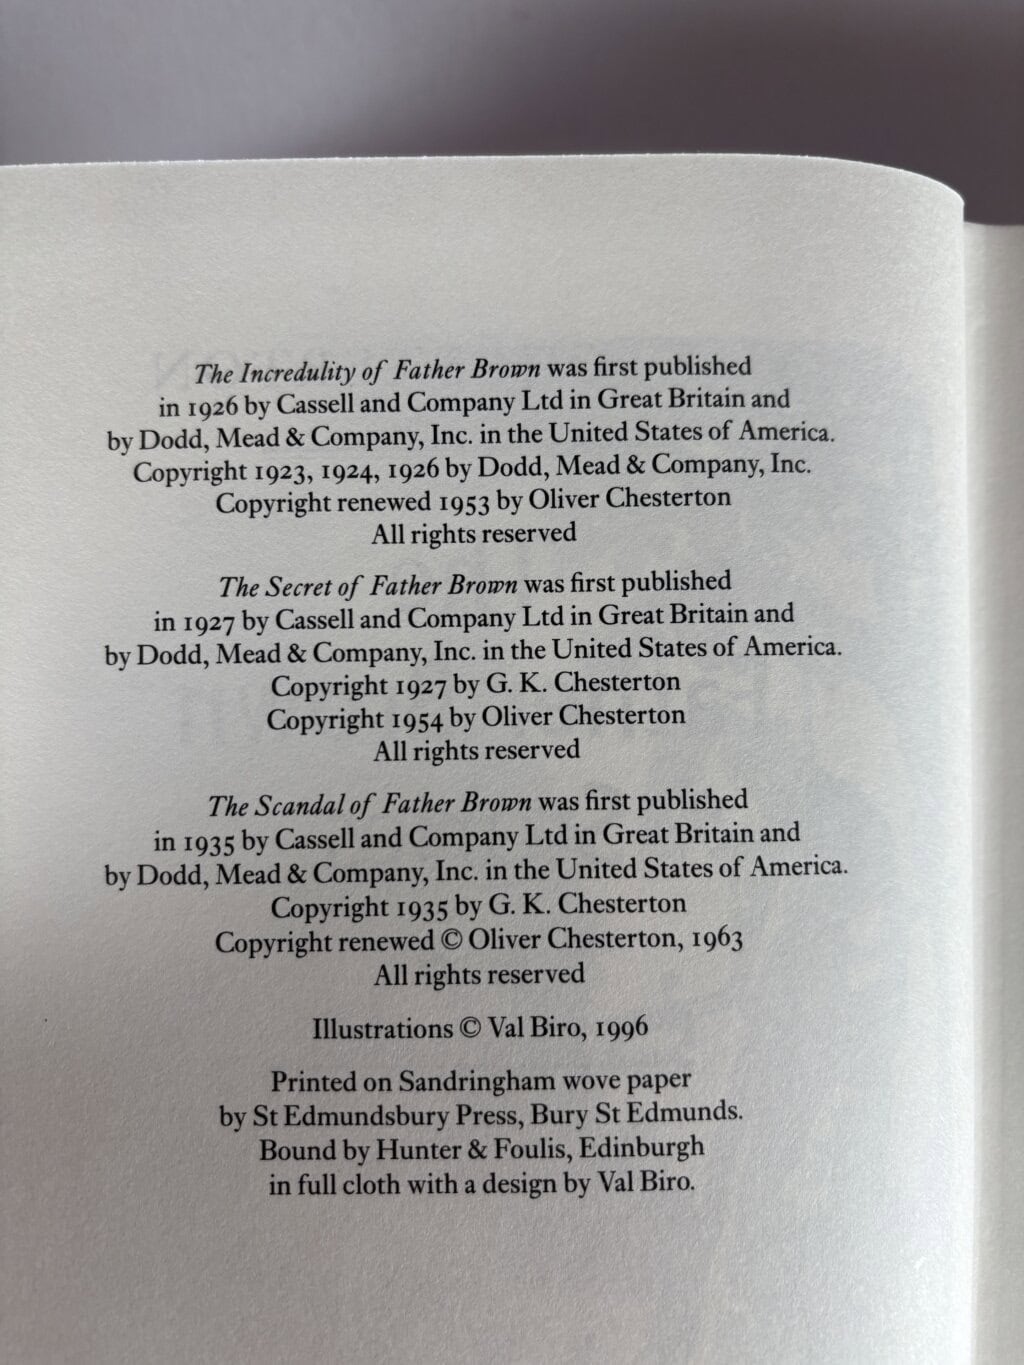 The Incredulity of Father Brown was first published
in 1926 by Cassell and Company Ltd in Great Britain and
by Dodd, Mead & Company, Inc. in the United States of America.
Copyright 1923, 1924, 1926 by Dodd, Mead & Company, Inc.
Copyright renewed 1953 by Oliver Chesterton
All rights reserved
The Secret of Father Brown was first published
in 1927 by Cassell and Company Ltd in Great Britain and
by Dodd, Mead & Company, Inc. in the United States of America.
Copyright 1927 by G. K. Chesterton
Copyright 1954 by Oliver Chesterton
All rights reserved
The Scandal of Father Brown was first published
in 1935 by Cassell and Company Ltd in Great Britain and
by Dodd, Mead & Company, Inc. in the United States of America.
Copyright 1935 by G. K. Chesterton
Copyright renewed © Oliver Chesterton, 1963
All rights reserved
Illustrations © Val Biro, 1996
Printed on Sandringham wove paper
by St Edmundsbury Press, Bury St Edmunds.
Bound by Hunter & Foulis, Edinburgh
in full cloth with a design by Val Biro.